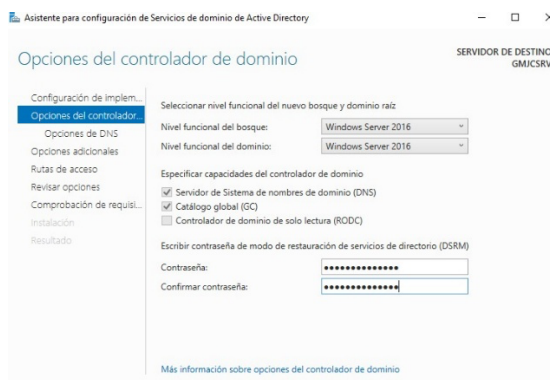 Asistente para configuración de Servicios de dominio de Active Directory
Opciones del controlador de dominio
SERVIDOR DE DESTINO
GMJCSRV
Configuración de implem...
Opciones del controlador...
Opciones de DNS
Opciones adicionales
Rutas de acceso
Revisar opciones
Comprobación de requisi...
Instalación
Resultado
Seleccionar nivel funcional del nuevo bosque y dominio raíz
Nivel funcional del bosque: Windows Server 2016
Nivel funcional del dominio: Windows Server 2016
Especificar capacidades del controlador de dominio
Servidor de Sistema de nombres de dominio (DNS)
Catálogo global (GC)
Controlador de dominio de solo lectura (RODC)
Escribir contraseña de modo de restauración de servicios de directorio (DSRM)
Contraseña: ••••••••••••••
Confirmar contraseña: ••••••••••••••
Más información sobre opciones del controlador de dominio